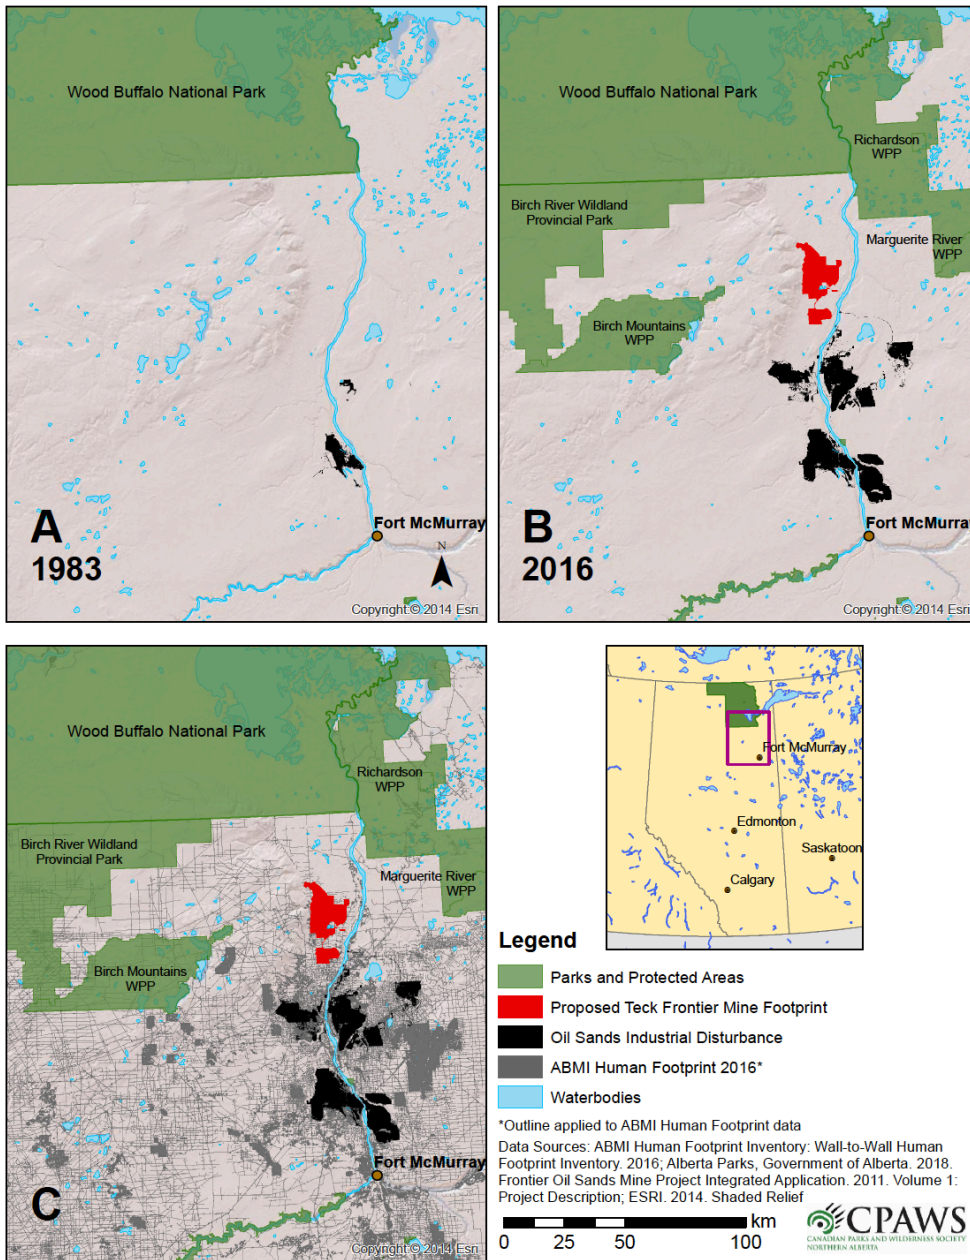 Wood Buffalo National Park
A
1983
Fort McMurray
N
Copyright:© 2014 Esri
Wood Buffalo National Park
Richardson
WPP
Birch River Wildland
Provincial Park
Marguerite River
WPP
Birch Mountains
WPP
B
2016
Fort McMurra
Copyright:© 2014 Esri
Wood Buffalo National Park
Richardson
WPP
Birch River Wildland
Provincial Park
Marguerite River
WPP
Birch Mountains
WPP
C
Fort McMurray
Copyright:© 2014 Esri
Fort McMurray
Edmonton
Saskatoon
Calgary
Legend
Parks and Protected Areas
Proposed Teck Frontier Mine Footprint
Oil Sands Industrial Disturbance
ABMI Human Footprint 2016*
Waterbodies
*Outline applied to ABMI Human Footprint data
Data Sources: ABMI Human Footprint Inventory: Wall-to-Wall Human
Footprint Inventory. 2016; Alberta Parks, Government of Alberta. 2018.
Frontier Oil Sands Mine Project Integrated Application. 2011. Volume 1:
Project Description; ESRI. 2014. Shaded Relief
km
0 25 50 100
CPAWS
CANADIAN PARKS AND WILDERNESS SOCIETY
NORTHERN ALBERTA